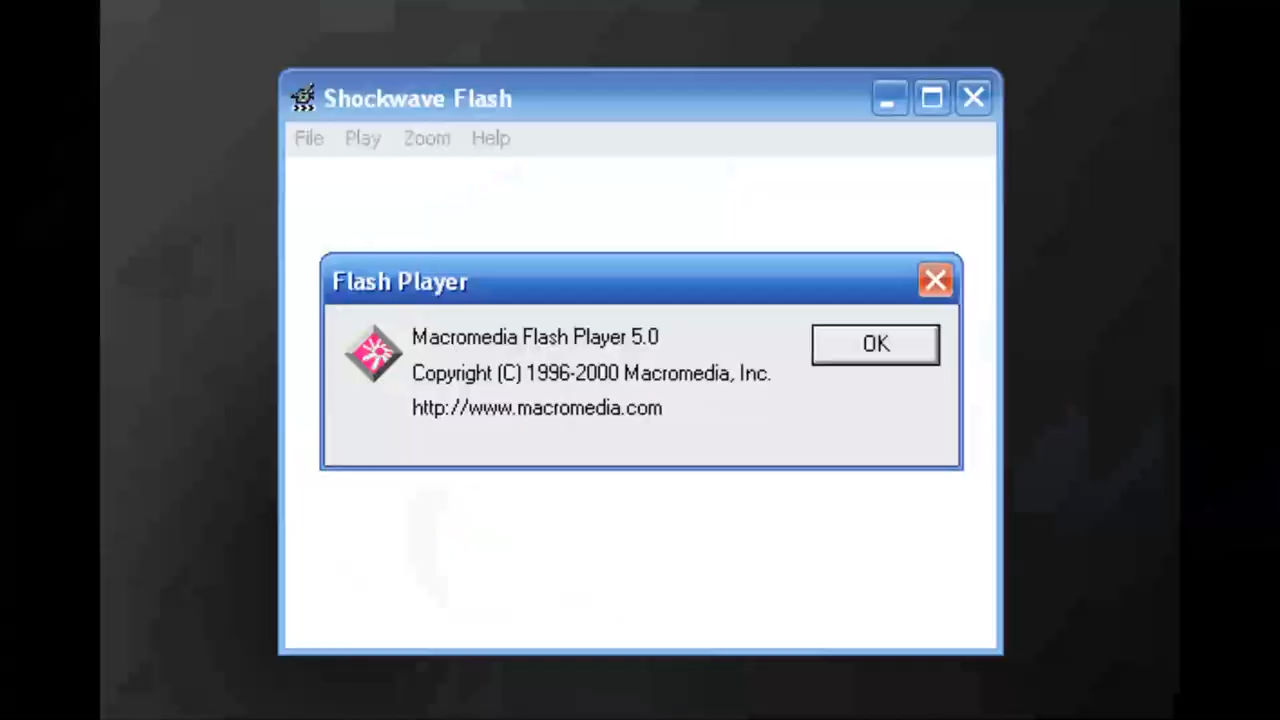 Shockwave Flash
File Play Zoom Help
Flash Player
Macromedia Flash Player 5.0
OK
Copyright (C) 1996-2000 Macromedia, Inc.
http://www.macromedia.com